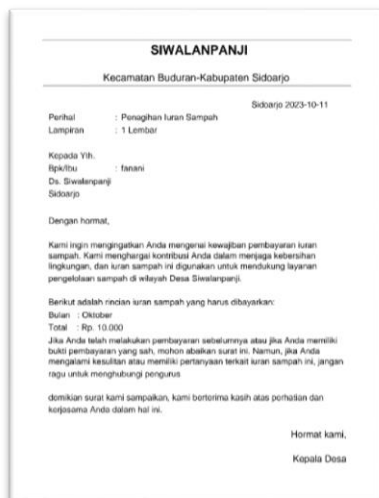 SIWALANPANJI
Kecamatan Buduran-Kabupaten Sidoarjo
Sidoarjo 2023-10-11
Perihal : Penagihan Iuran Sampah
Lampiran : 1 Lembar
Kepada Yth.
Bpk/Ibu : fanani
Ds. Siwalanpanji
Sidoarjo
Dengan hormat,
Kami ingin mengingatkan Anda mengenai kewajiban pembayaran iuran
sampah. Kami menghargai kontribusi Anda dalam menjaga kebersihan
lingkungan, dan iuran sampah ini digunakan untuk mendukung layanan
pengelolaan sampah di wilayah Desa Siwalanpanji.
Berikut adalah rincian iuran sampah yang harus dibayarkan:
Bulan : Oktober
Total : Rp. 10.000
Jika Anda telah melakukan pembayaran sebelumnya atau jika Anda memiliki
bukti pembayaran yang sah, mohon abaikan surat ini. Namun, jika Anda
mengalami kesulitan atau memiliki pertanyaan terkait iuran sampah ini, jangan
ragu untuk menghubungi pengurus
demikian surat kami sampaikan, kami berterima kasih atas perhatian dan
kerjasama Anda dalam hal ini.
Hormat kami,
Kepala Desa